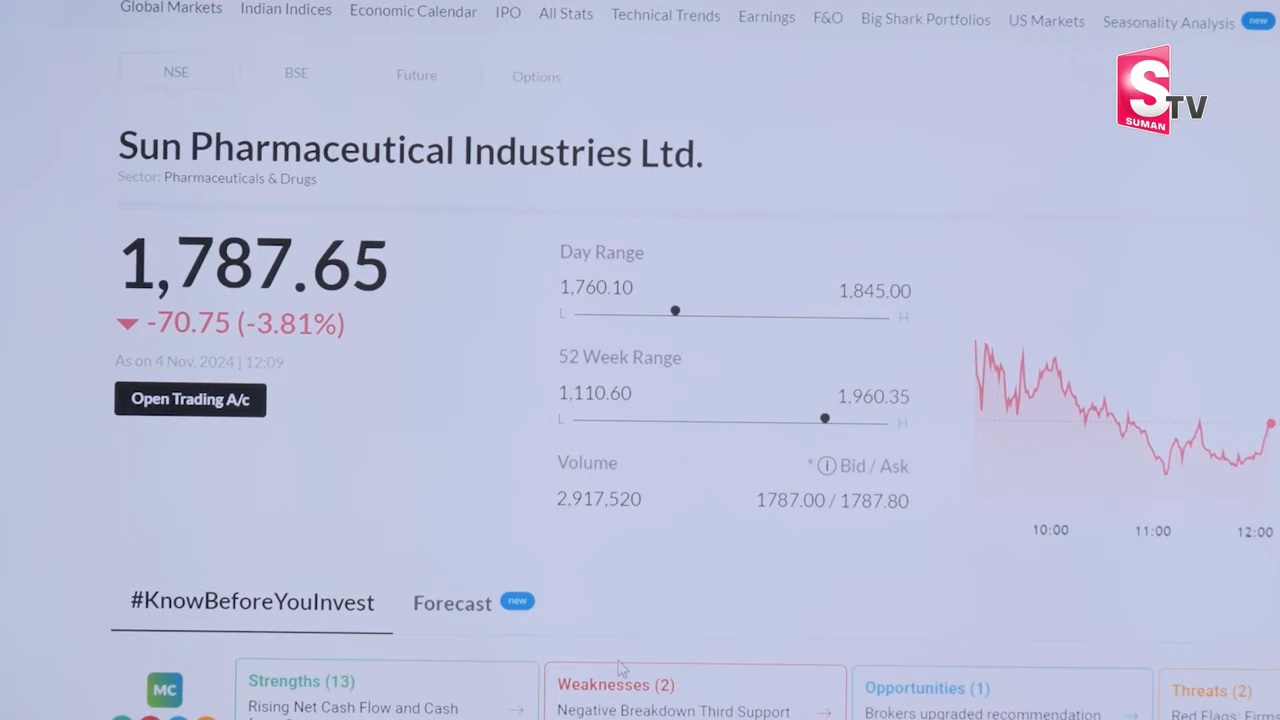 Global Markets Indian Indices Economic Calendar IPO All Stats Technical Trends Earnings F&O Big Shark Portfolios US Markets Seasonality Analysis new
NSE BSE Future Options
S
SUMAN TV
Sun Pharmaceutical Industries Ltd.
Sector: Pharmaceuticals & Drugs
1,787.65
-70.75 (-3.81%)
As on 4 Nov, 2024 | 12:09
Open Trading A/c
Day Range
1,760.10 1,845.00
L H
52 Week Range
1,110.60 1,960.35
L H
Volume * i Bid / Ask
2,917,520 1787.00 / 1787.80
10:00 11:00 12:00
#KnowBeforeYouInvest Forecast new
MC
Strengths (13)
Rising Net Cash Flow and Cash
Weaknesses (2)
Negative Breakdown Third Support
Opportunities (1)
Brokers upgraded recommendation
Threats (2)
Red Flags: Firms